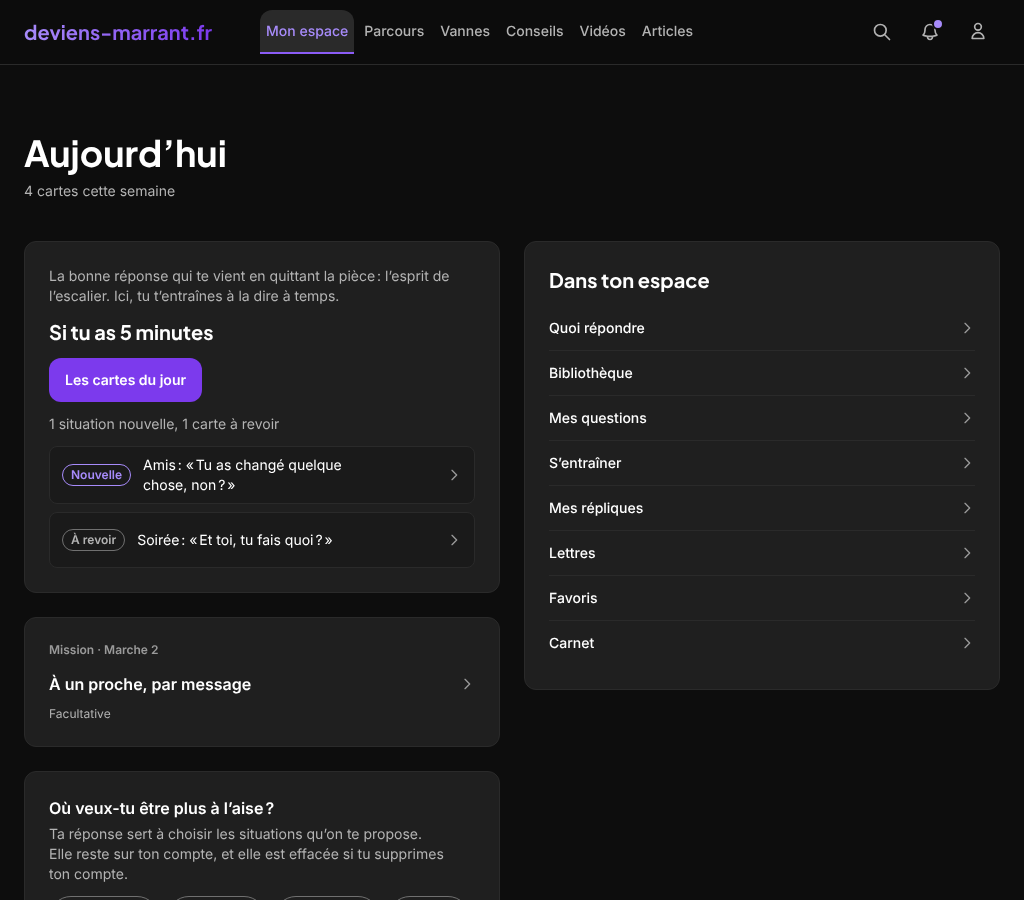 deviens-marrant.fr
Mon espace
Parcours
Vannes
Conseils
Vidéos
Articles
Aujourd’hui
4 cartes cette semaine
La bonne réponse qui te vient en quittant la pièce : l’esprit de
l’escalier. Ici, tu t’entraînes à la dire à temps.
Si tu as 5 minutes
Les cartes du jour
1 situation nouvelle, 1 carte à revoir
Nouvelle
Amis : « Tu as changé quelque
chose, non ? »
À revoir
Soirée : « Et toi, tu fais quoi ? »
Mission · Marche 2
À un proche, par message
Facultative
Où veux-tu être plus à l’aise ?
Ta réponse sert à choisir les situations qu’on te propose.
Elle reste sur ton compte, et elle est effacée si tu supprimes
ton compte.
Dans ton espace
Quoi répondre
Bibliothèque
Mes questions
S’entraîner
Mes répliques
Lettres
Favoris
Carnet